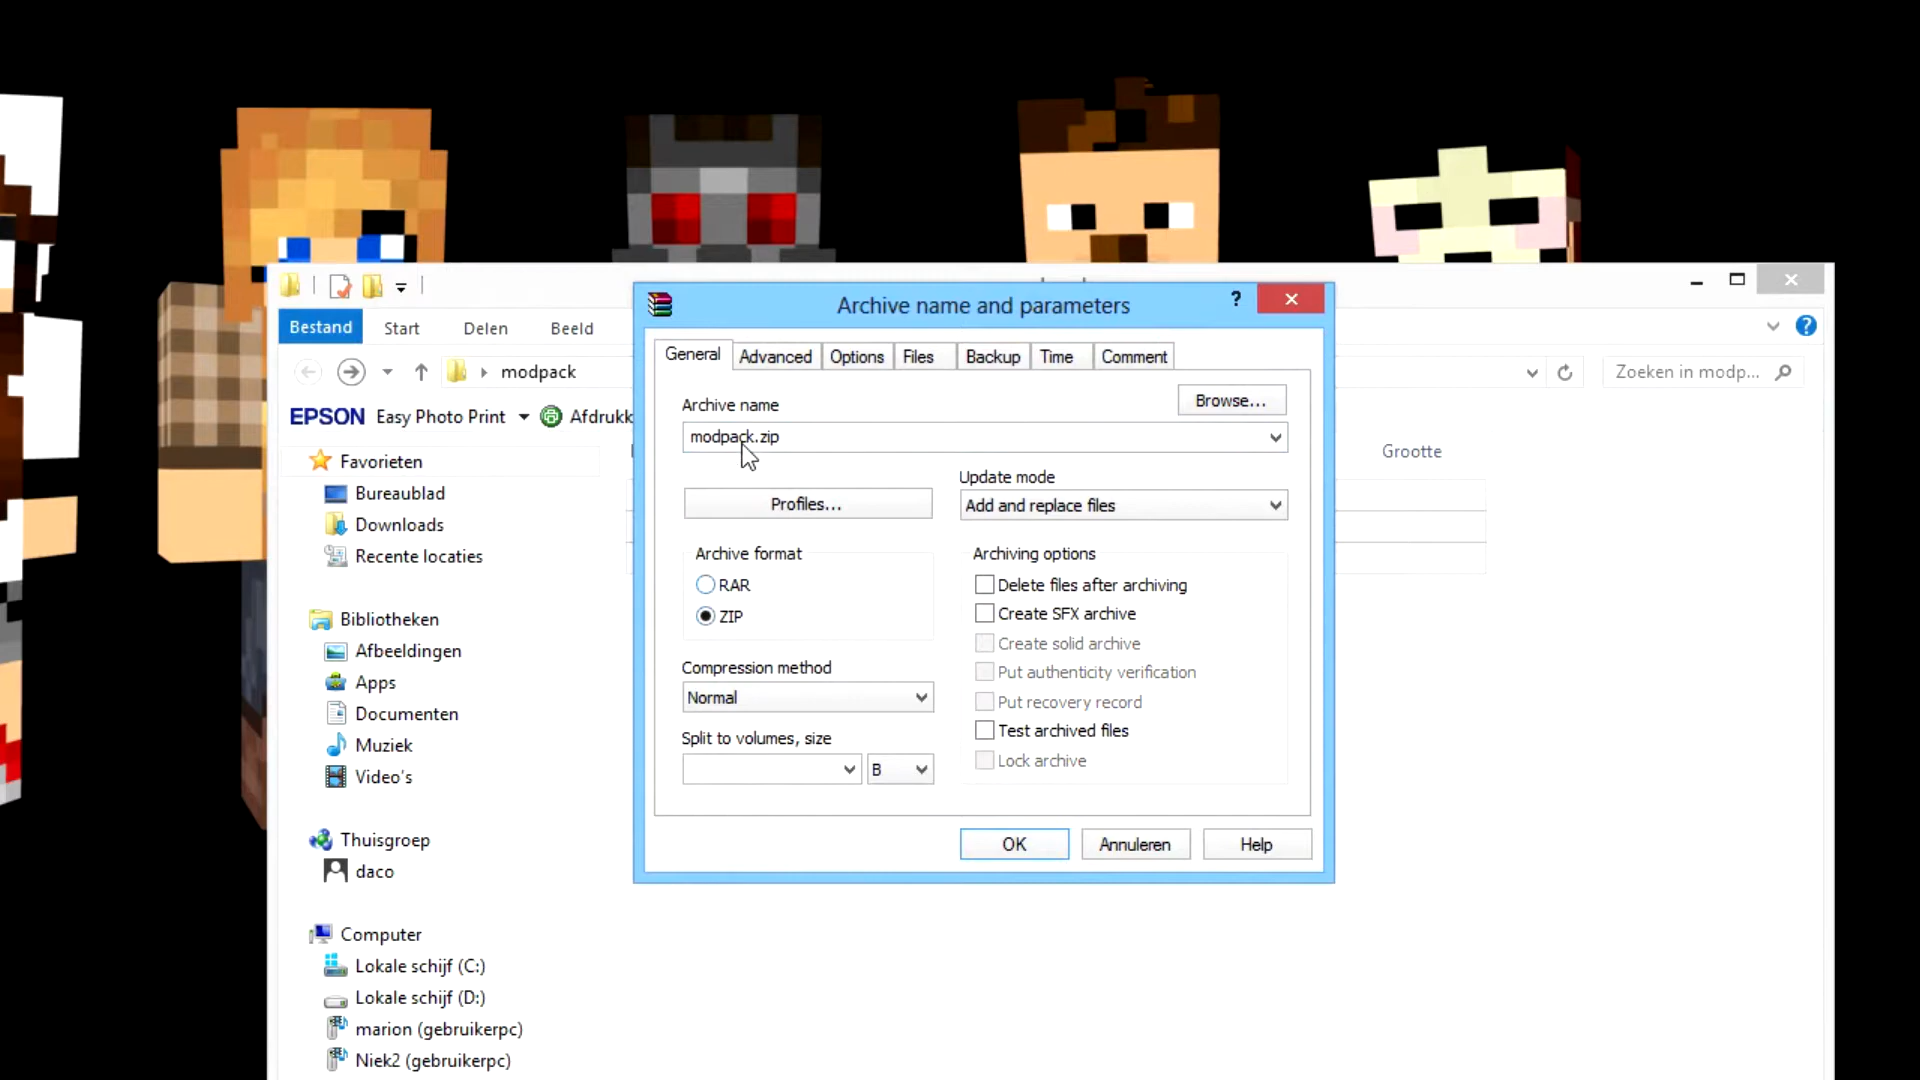 Archive name and parameters
?
Bestand
Start
Delen
Beeld
General
Advanced
Options
Files
Backup
Time
Comment
modpack
Zoeken in modp...
EPSON Easy Photo Print
Afdrukk
Archive name
Browse...
modpack.zip
Grootte
Profiles...
Update mode
Add and replace files
Archive format
RAR
ZIP
Archiving options
Delete files after archiving
Create SFX archive
Create solid archive
Put authenticity verification
Put recovery record
Test archived files
Lock archive
Compression method
Normal
Split to volumes, size
B
OK
Annuleren
Help
Favorieten
Bureaublad
Downloads
Recente locaties
Bibliotheken
Afbeeldingen
Apps
Documenten
Muziek
Video's
Thuisgroep
daco
Computer
Lokale schijf (C:)
Lokale schijf (D:)
marion (gebruikerpc)
Niek2 (gebruikerpc)